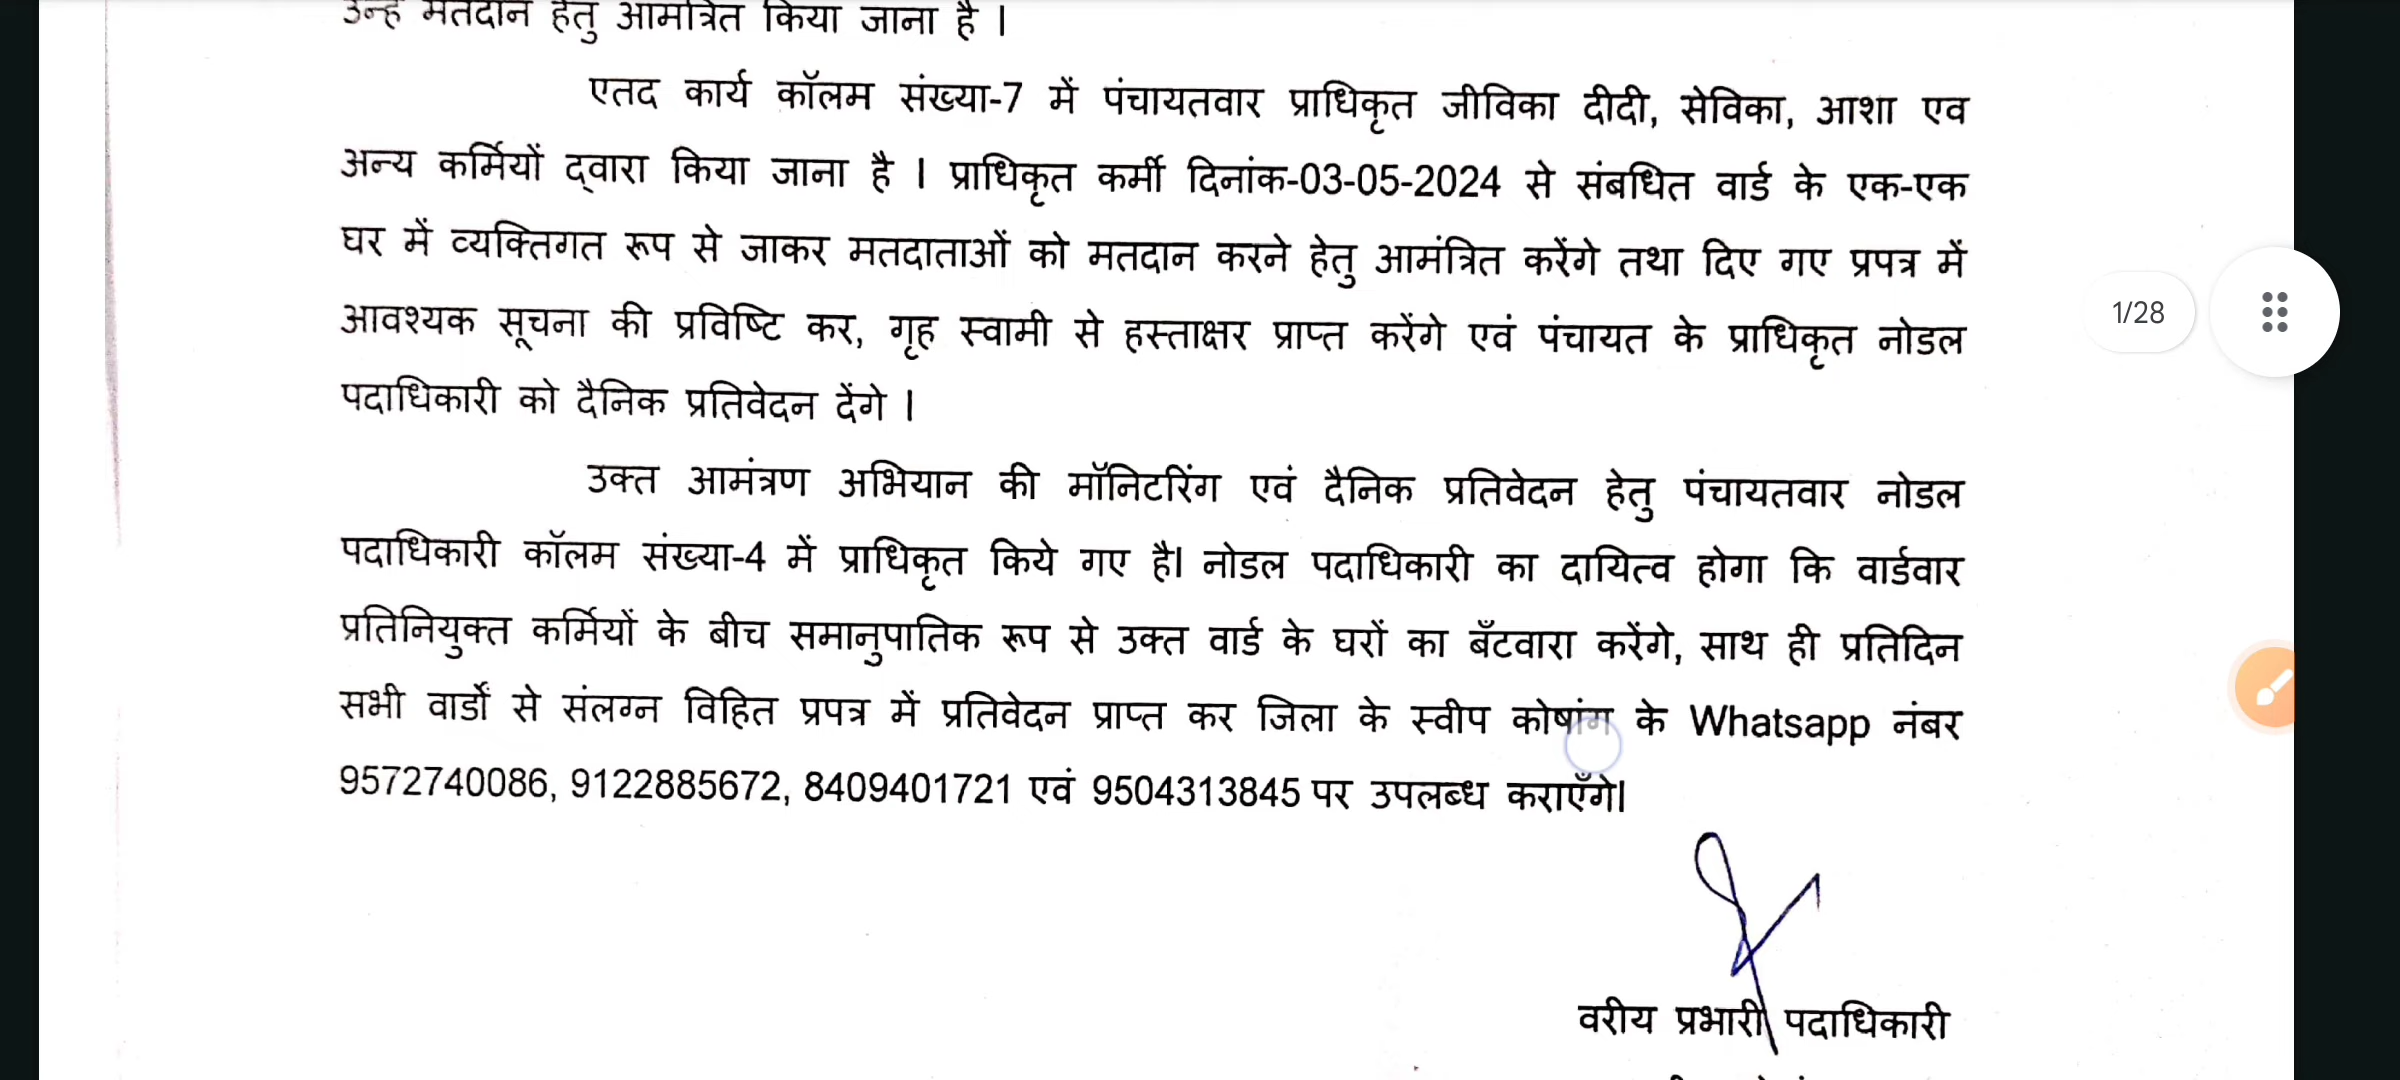 उन्हें मतदान हेतु आमंत्रित किया जाना है ।
एतद कार्य कॉलम संख्या-7 में पंचायतवार प्राधिकृत जीविका दीदी, सेविका, आशा एव
अन्य कर्मियों द्वारा किया जाना है । प्राधिकृत कर्मी दिनांक-03-05-2024 से संबधित वार्ड के एक-एक
घर में व्यक्तिगत रूप से जाकर मतदाताओं को मतदान करने हेतु आमंत्रित करेंगे तथा दिए गए प्रपत्र में
1/28
आवश्यक सूचना की प्रविष्टि कर, गृह स्वामी से हस्ताक्षर प्राप्त करेंगे एवं पंचायत के प्राधिकृत नोडल
पदाधिकारी को दैनिक प्रतिवेदन देंगे ।
उक्त आमंत्रण अभियान की मॉनिटरिंग एवं दैनिक प्रतिवेदन हेतु पंचायतवार नोडल
पदाधिकारी कॉलम संख्या-4 में प्राधिकृत किये गए है। नोडल पदाधिकारी का दायित्व होगा कि वार्डवार
प्रतिनियुक्त कर्मियों के बीच समानुपातिक रूप से उक्त वार्ड के घरों का बँटवारा करेंगे, साथ ही प्रतिदिन
सभी वार्डों से संलग्न विहित प्रपत्र में प्रतिवेदन प्राप्त कर जिला के स्वीप कोषांग के Whatsapp नंबर
9572740086, 9122885672, 8409401721 एवं 9504313845 पर उपलब्ध कराएँगे।
वरीय प्रभारी पदाधिकारी